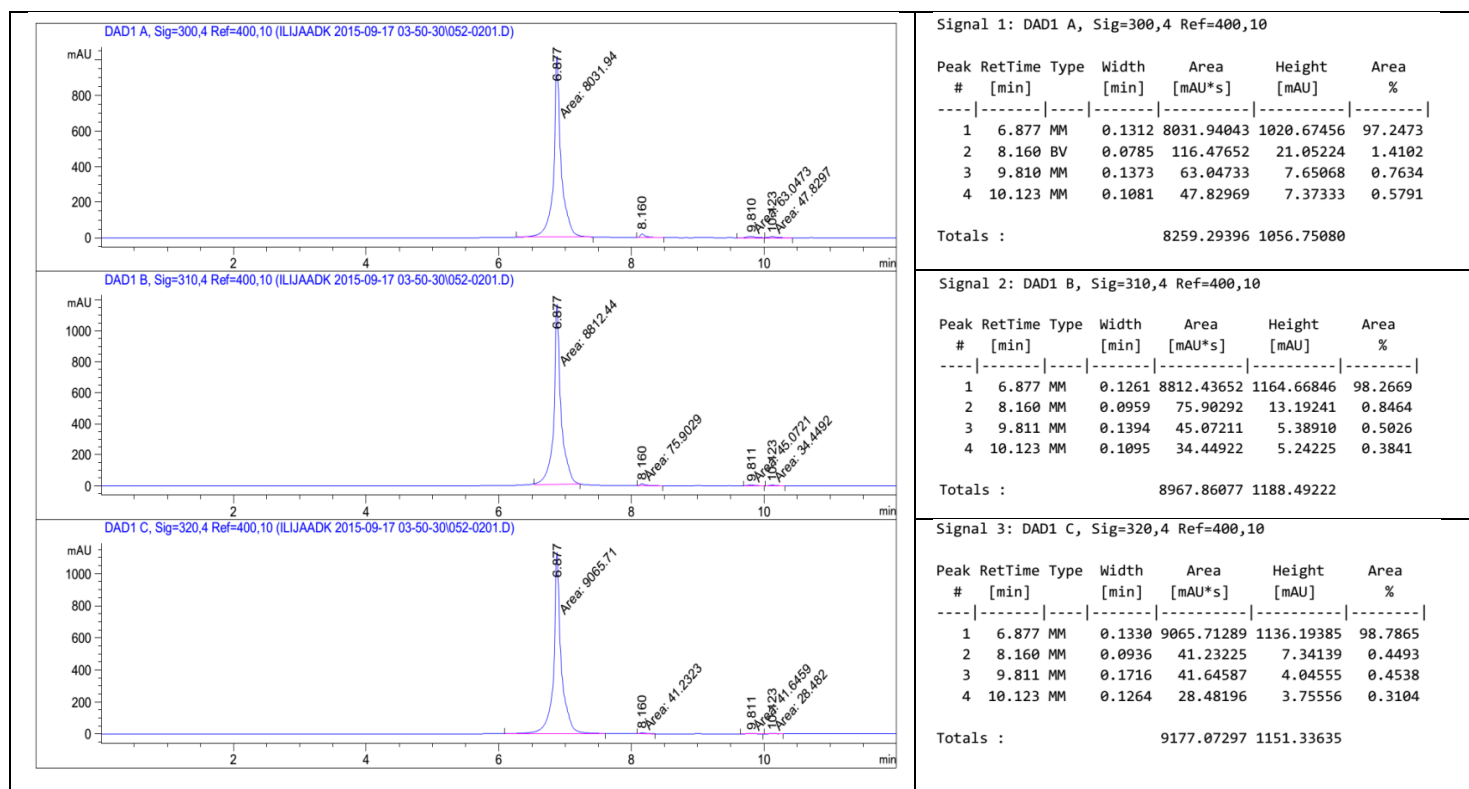 DAD1 A, Sig=300,4 Ref=400,10 (ILIJAADK 2015-09-17 03-50-30\052-0201.D)
mAU
800
600
400
200
0
6.877
Area: 8031.94
8.160
9.810
Area: 63.0473
10.123
Area: 47.8297
2 4 6 8 10 min
Signal 1: DAD1 A, Sig=300,4 Ref=400,10
Peak RetTime Type Width Area Height Area
# [min] [min] [mAU*s] [mAU] %
----|-------|----|-------|----------|----------|--------|
1 6.877 MM 0.1312 8031.94043 1020.67456 97.2473
2 8.160 BV 0.0785 116.47652 21.05224 1.4102
3 9.810 MM 0.1373 63.04733 7.65068 0.7634
4 10.123 MM 0.1081 47.82969 7.37333 0.5791
Totals : 8259.29396 1056.75080
DAD1 B, Sig=310,4 Ref=400,10 (ILIJAADK 2015-09-17 03-50-30\052-0201.D)
mAU
1000
800
600
400
200
0
6.877
Area: 8812.44
8.160
Area: 75.9029
9.811
Area: 45.0721
10.123
Area: 34.4492
2 4 6 8 10 min
Signal 2: DAD1 B, Sig=310,4 Ref=400,10
Peak RetTime Type Width Area Height Area
# [min] [min] [mAU*s] [mAU] %
----|-------|----|-------|----------|----------|--------|
1 6.877 MM 0.1261 8812.43652 1164.66846 98.2669
2 8.160 MM 0.0959 75.90292 13.19241 0.8464
3 9.811 MM 0.1394 45.07211 5.38910 0.5026
4 10.123 MM 0.1095 34.44922 5.24225 0.3841
Totals : 8967.86077 1188.49222
DAD1 C, Sig=320,4 Ref=400,10 (ILIJAADK 2015-09-17 03-50-30\052-0201.D)
mAU
1000
800
600
400
200
0
6.877
Area: 9065.71
8.160
Area: 41.2323
9.811
Area: 41.6459
10.123
Area: 28.482
2 4 6 8 10 min
Signal 3: DAD1 C, Sig=320,4 Ref=400,10
Peak RetTime Type Width Area Height Area
# [min] [min] [mAU*s] [mAU] %
----|-------|----|-------|----------|----------|--------|
1 6.877 MM 0.1330 9065.71289 1136.19385 98.7865
2 8.160 MM 0.0936 41.23225 7.34139 0.4493
3 9.811 MM 0.1716 41.64587 4.04555 0.4538
4 10.123 MM 0.1264 28.48196 3.75556 0.3104
Totals : 9177.07297 1151.33635